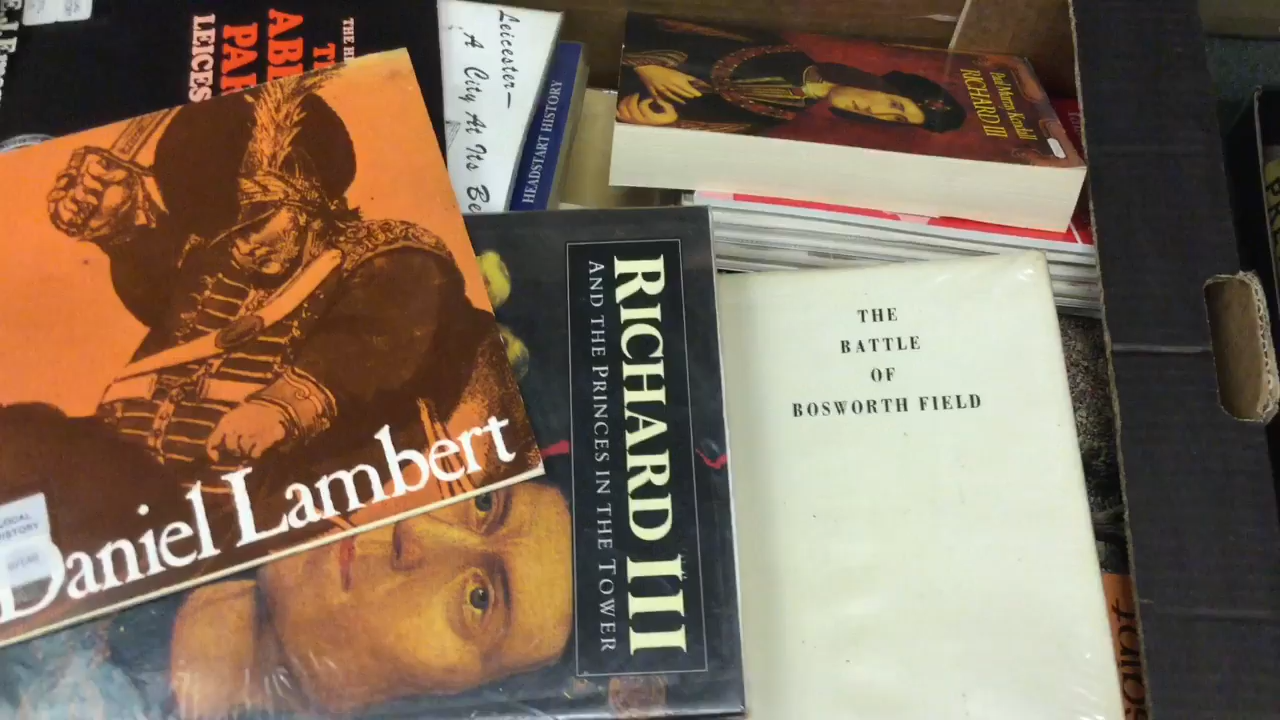 THE
ABB
LEICES
Leicester—
A City At Its Be
HEADSTART HISTORY
Paul Murray Kendall
RICHARD III
Daniel Lambert
LOCAL
HISTORY
RICHARD III
AND THE PRINCES IN THE TOWER
THE
BATTLE
OF
BOSWORTH FIELD